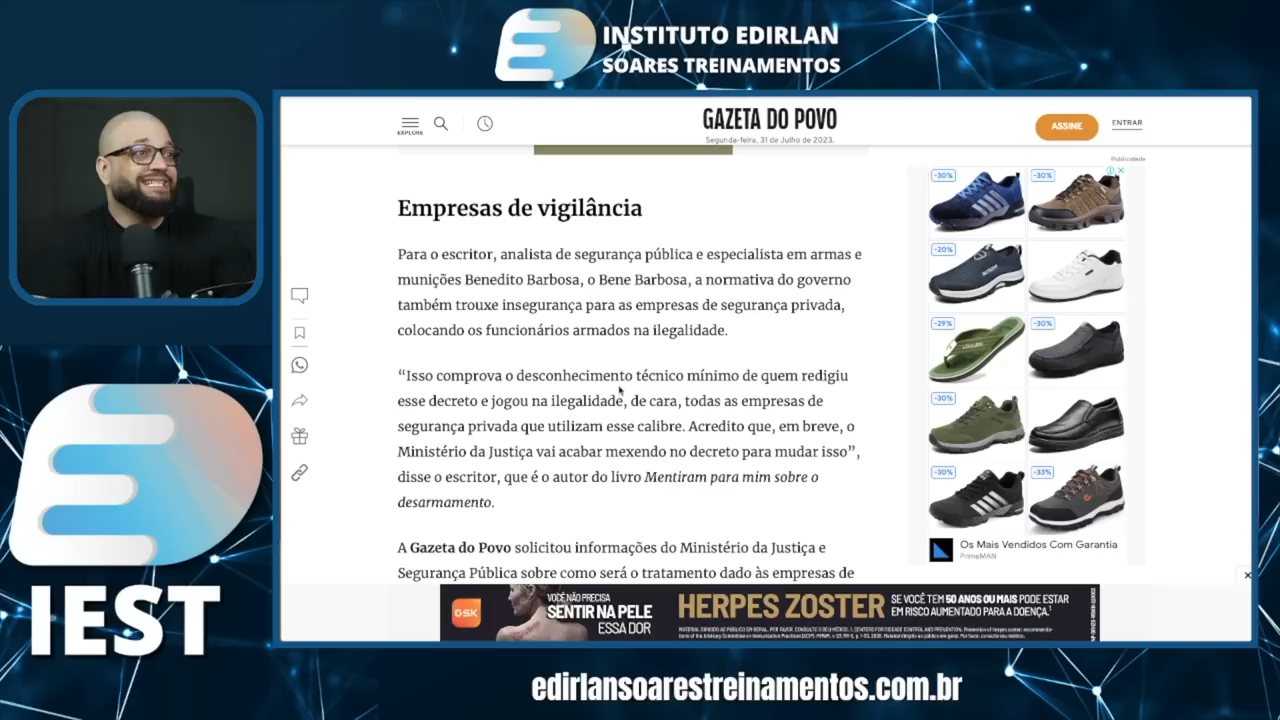 INSTITUTO EDIRLAN
SOARES TREINAMENTOS
EXPLORE
GAZETA DO POVO
Segunda-feira, 31 de Julho de 2023.
ASSINE
ENTRAR
Publicidade
Empresas de vigilância
Para o escritor, analista de segurança pública e especialista em armas e
munições Benedito Barbosa, o Bene Barbosa, a normativa do governo
também trouxe insegurança para as empresas de segurança privada,
colocando os funcionários armados na ilegalidade.
“Isso comprova o desconhecimento técnico mínimo de quem redigiu
esse decreto e jogou na ilegalidade, de cara, todas as empresas de
segurança privada que utilizam esse calibre. Acredito que, em breve, o
Ministério da Justiça vai acabar mexendo no decreto para mudar isso”,
disse o escritor, que é o autor do livro Mentiram para mim sobre o
desarmamento.
A Gazeta do Povo solicitou informações do Ministério da Justiça e
Segurança Pública sobre como será o tratamento dado às empresas de
-30%
-30%
-20%
-29%
-30%
-30%
-30%
-33%
Os Mais Vendidos Com Garantia
PrimeMAN
GSK
VOCÊ NÃO PRECISA
SENTIR NA PELE
ESSA DOR
HERPES ZOSTER
SE VOCÊ TEM 50 ANOS OU MAIS PODE ESTAR
EM RISCO AUMENTADO PARA A DOENÇA.¹
IEST
edirlansoarestreinamentos.com.br